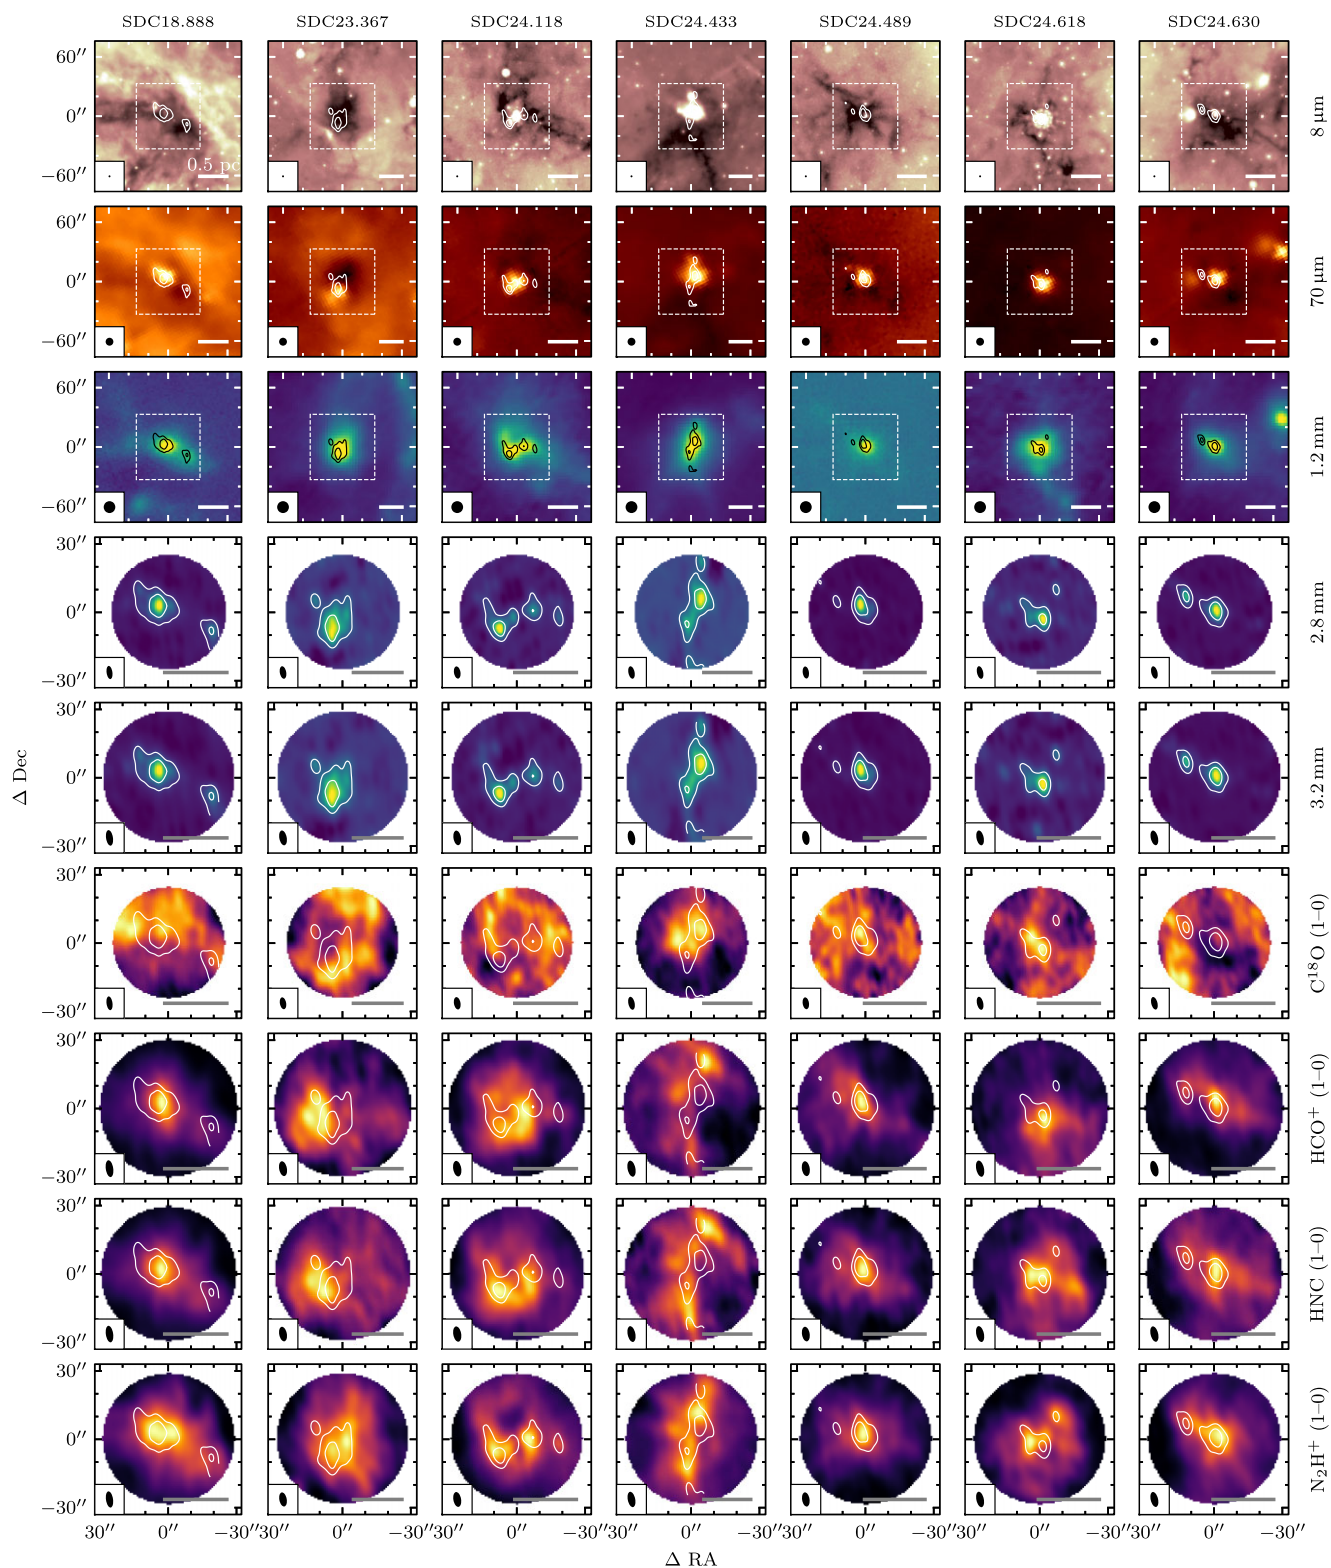 SDC18.888 SDC23.367 SDC24.118 SDC24.433 SDC24.489 SDC24.618 SDC24.630
60′′
0′′
−60′′
0.5 pc
8 µm
60′′
0′′
−60′′
70 µm
60′′
0′′
−60′′
1.2 mm
30′′
0′′
−30′′
2.8 mm
30′′
0′′
−30′′
3.2 mm
Δ Dec
30′′
0′′
−30′′
C¹⁸O (1–0)
30′′
0′′
−30′′
HCO⁺ (1–0)
30′′
0′′
−30′′
HNC (1–0)
30′′
0′′
−30′′
N₂H⁺ (1–0)
30′′ 0′′ −30′′30′′ 0′′ −30′′30′′ 0′′ −30′′30′′ 0′′ −30′′30′′ 0′′ −30′′30′′ 0′′ −30′′30′′ 0′′ −30′′
Δ RA